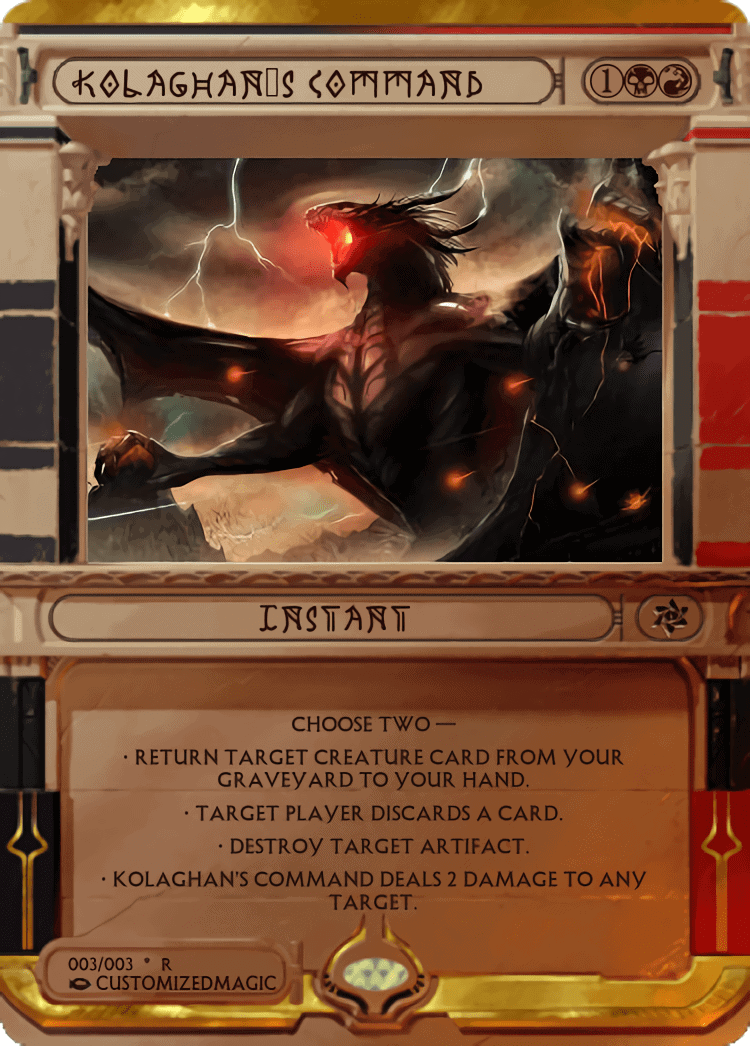 KOLAGHAN▯S COMMAND 1
INSTANT
CHOOSE TWO —
· RETURN TARGET CREATURE CARD FROM YOUR
GRAVEYARD TO YOUR HAND.
· TARGET PLAYER DISCARDS A CARD.
· DESTROY TARGET ARTIFACT.
· KOLAGHAN'S COMMAND DEALS 2 DAMAGE TO ANY
TARGET.
003/003 * R
CUSTOMIZEDMAGIC